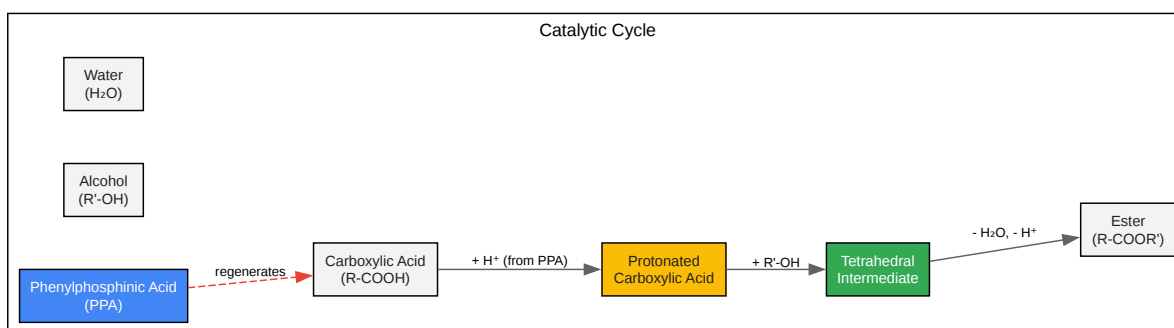 Catalytic Cycle
Water
(H₂O)
Alcohol
(R'-OH)
Phenylphosphinic Acid
(PPA)
regenerates
Carboxylic Acid
(R-COOH)
+ H⁺ (from PPA)
Protonated
Carboxylic Acid
+ R'-OH
Tetrahedral
Intermediate
- H₂O, - H⁺
Ester
(R-COOR')